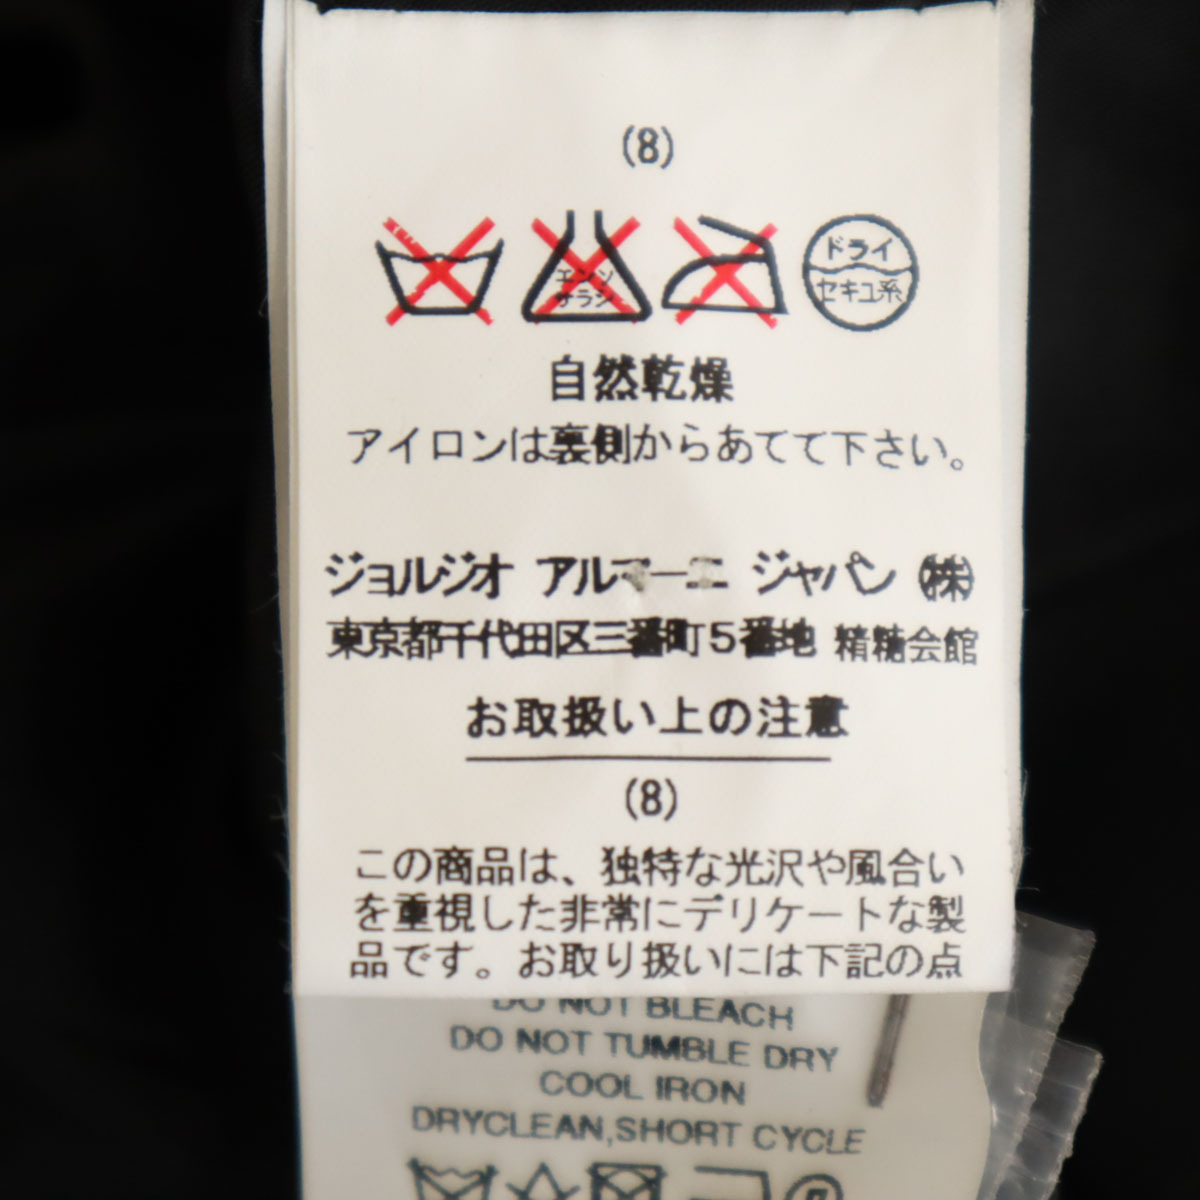 (8)
エンソ
サラシ
ドライ
セキユ系
自然乾燥
アイロンは裏側からあてて下さい。
ジョルジオ アルマーニ ジャパン ㈱
東京都千代田区三番町5番地 精糖会館
お取扱い上の注意
(8)
この商品は、独特な光沢や風合い
を重視した非常にデリケートな製
品です。お取り扱いには下記の点
DO NOT BLEACH
DO NOT TUMBLE DRY
COOL IRON
DRYCLEAN,SHORT CYCLE